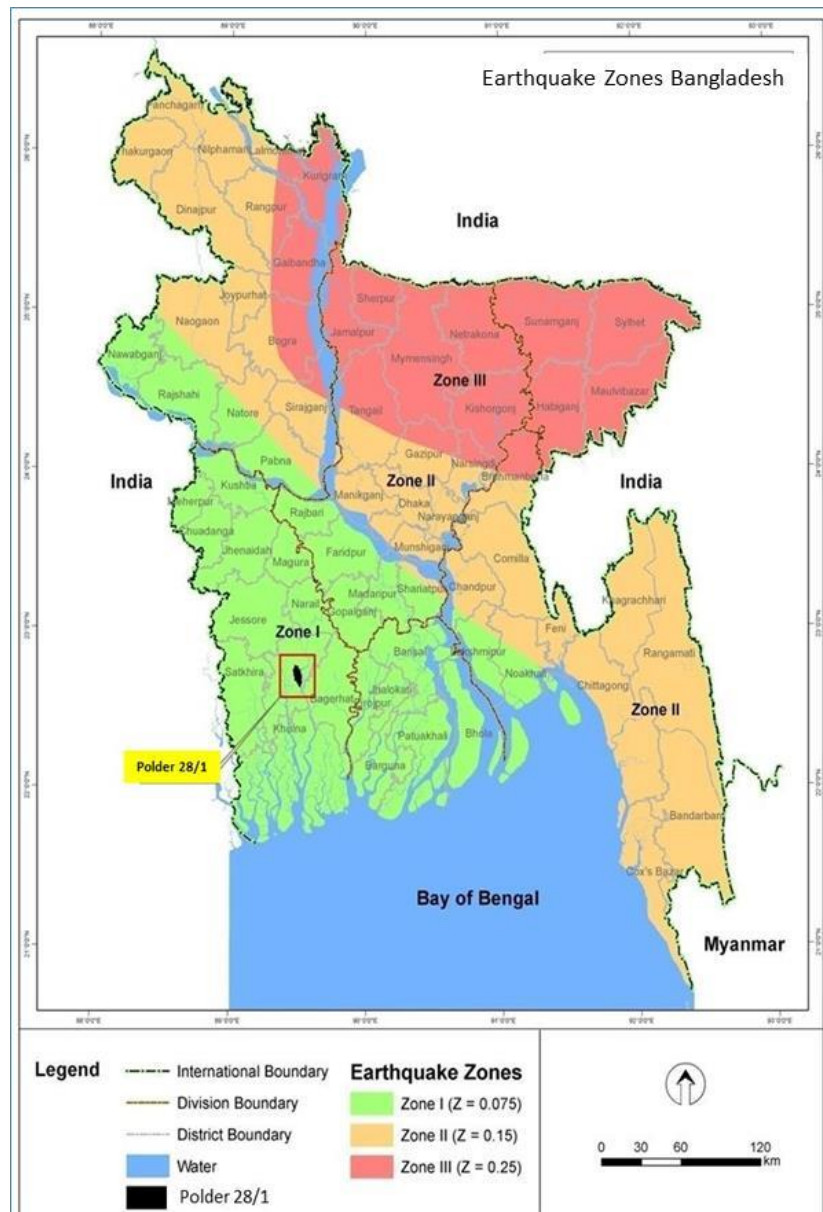 Earthquake Zones Bangladesh
Panchagarh
Thakurgaon
Nilphamari
Lalmonirhat
Kurigram
Dinajpur
Rangpur
India
Gaibandha
Joypurhat
Sherpur
Naogaon
Sunamganj
Sylhet
Jamalpur
Netrakona
Bogra
Nawabganj
Mymensingh
Zone III
Maulvibazar
Rajshahi
Sirajganj
Tangail
Kishorgonj
Habiganj
Natore
Gazipur
Pabna
Narsingdi
India
Zone II
India
Brahmanbaria
Kushtia
Manikganj
Meherpur
Dhaka
Rajbari
Narayanganj
Chuadanga
Munshiganj
Comilla
Jhenaidah
Faridpur
Magura
Shariatpur
Chandpur
Khagrachhari
Madaripur
Narail
Gopalganj
Jessore
Zone I
Feni
Rangamati
Barisal
Lakshmipur
Noakhali
Satkhira
Chittagong
Jhalokati
Bagerhat
Pirojpur
Zone II
Khulna
Patuakhali
Bhola
Polder 28/1
Barguna
Bandarban
Cox's Bazar
Bay of Bengal
Myanmar
Legend
International Boundary
Division Boundary
District Boundary
Water
Polder 28/1
Earthquake Zones
Zone I (Z = 0.075)
Zone II (Z = 0.15)
Zone III (Z = 0.25)
0 30 60 120
km